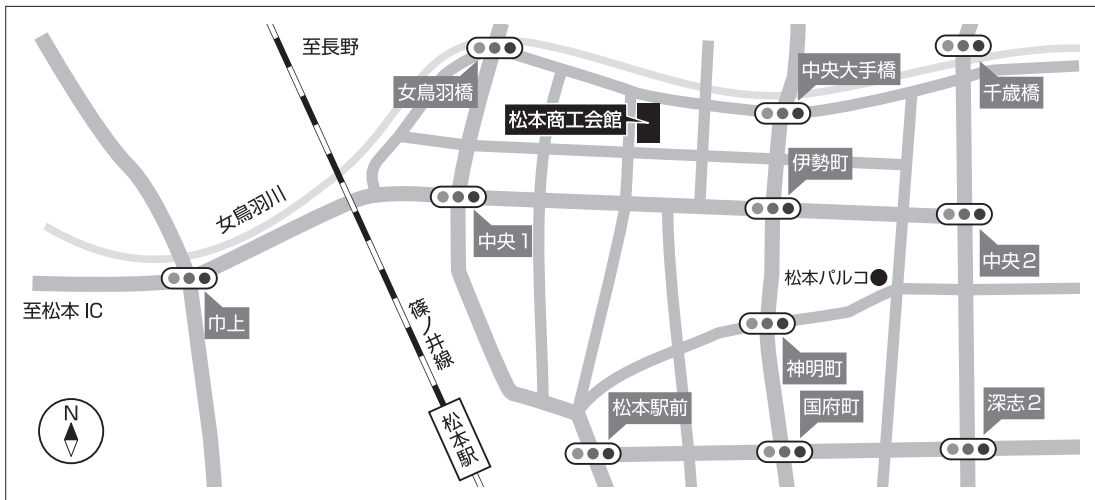 至長野
女鳥羽橋
中央大手橋
千歳橋
松本商工会館
伊勢町
女鳥羽川
中央1
中央2
松本パルコ
至松本 IC
巾上
篠ノ井線
神明町
N
松本駅
松本駅前
国府町
深志2